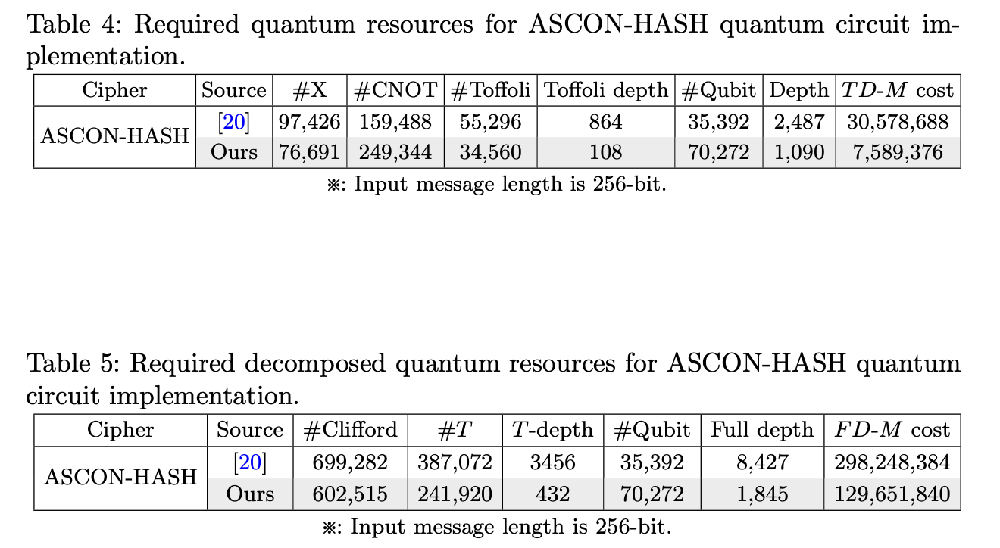 Table 4: Required quantum resources for ASCON-HASH quantum circuit im-
plementation.
Cipher Source #X #CNOT #Toffoli Toffoli depth #Qubit Depth TD-M cost
ASCON-HASH [20] 97,426 159,488 55,296 864 35,392 2,487 30,578,688
Ours 76,691 249,344 34,560 108 70,272 1,090 7,589,376
※: Input message length is 256-bit.
Table 5: Required decomposed quantum resources for ASCON-HASH quantum
circuit implementation.
Cipher Source #Clifford #T T-depth #Qubit Full depth FD-M cost
ASCON-HASH [20] 699,282 387,072 3456 35,392 8,427 298,248,384
Ours 602,515 241,920 432 70,272 1,845 129,651,840
※: Input message length is 256-bit.